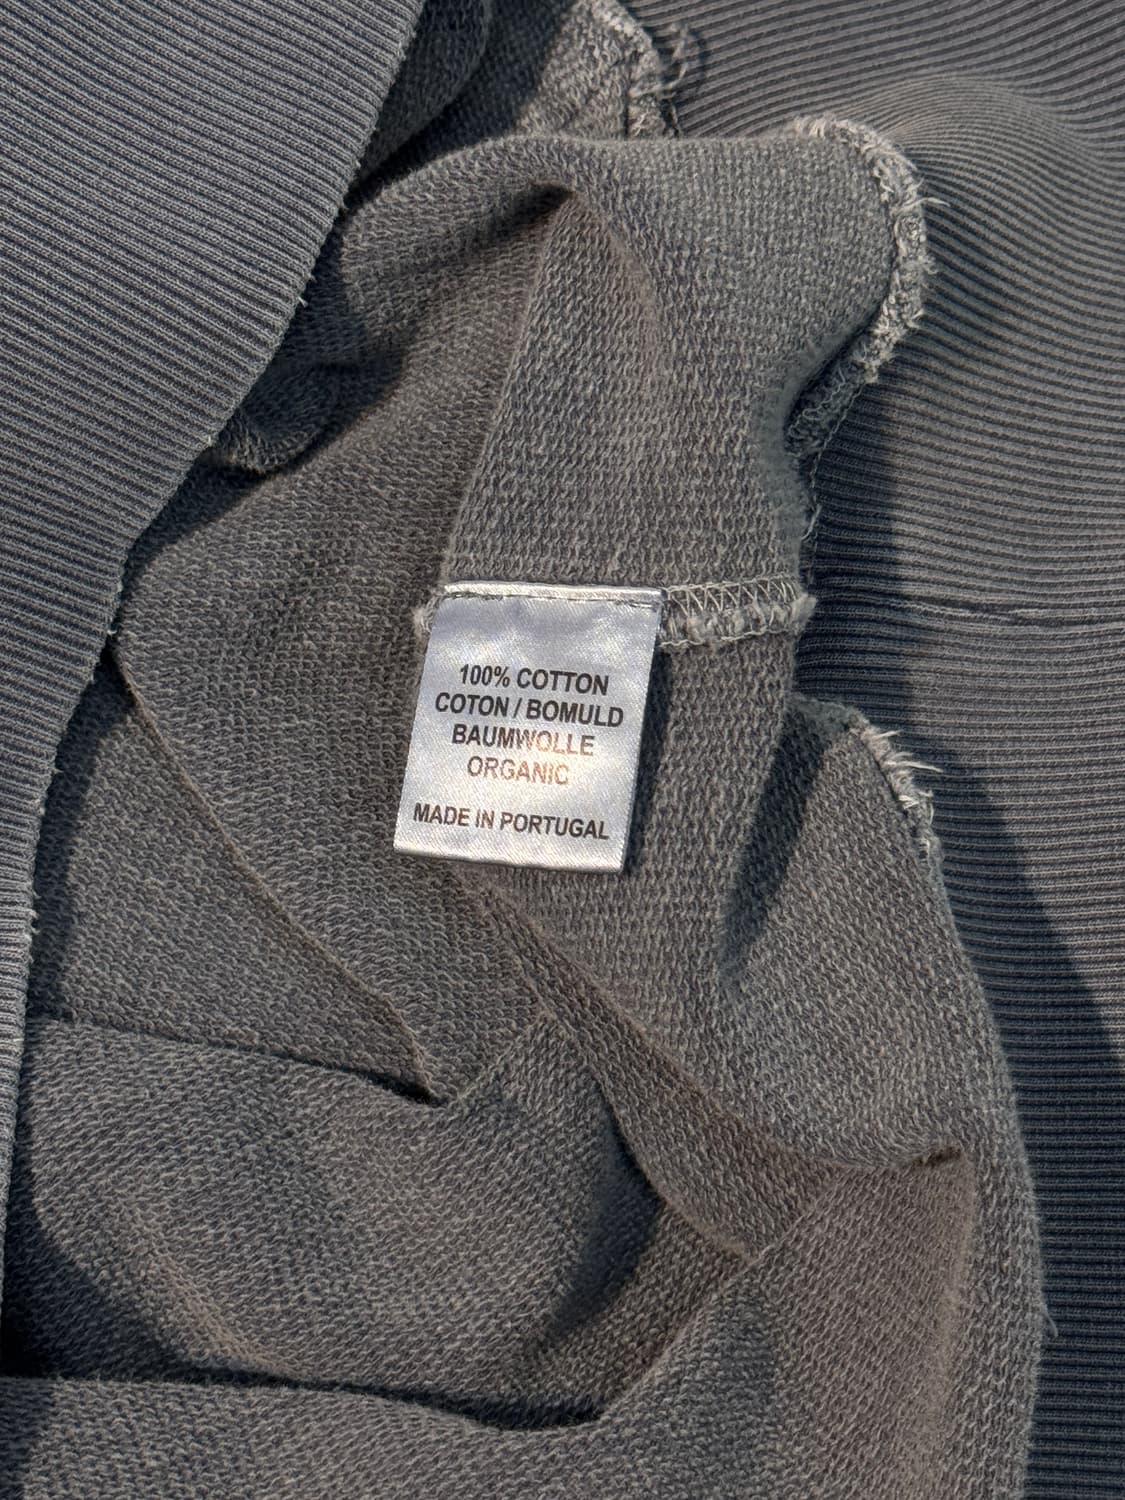 100% COTTON
COTON / BOMULD
BAUMWOLLE
ORGANIC
MADE IN PORTUGAL